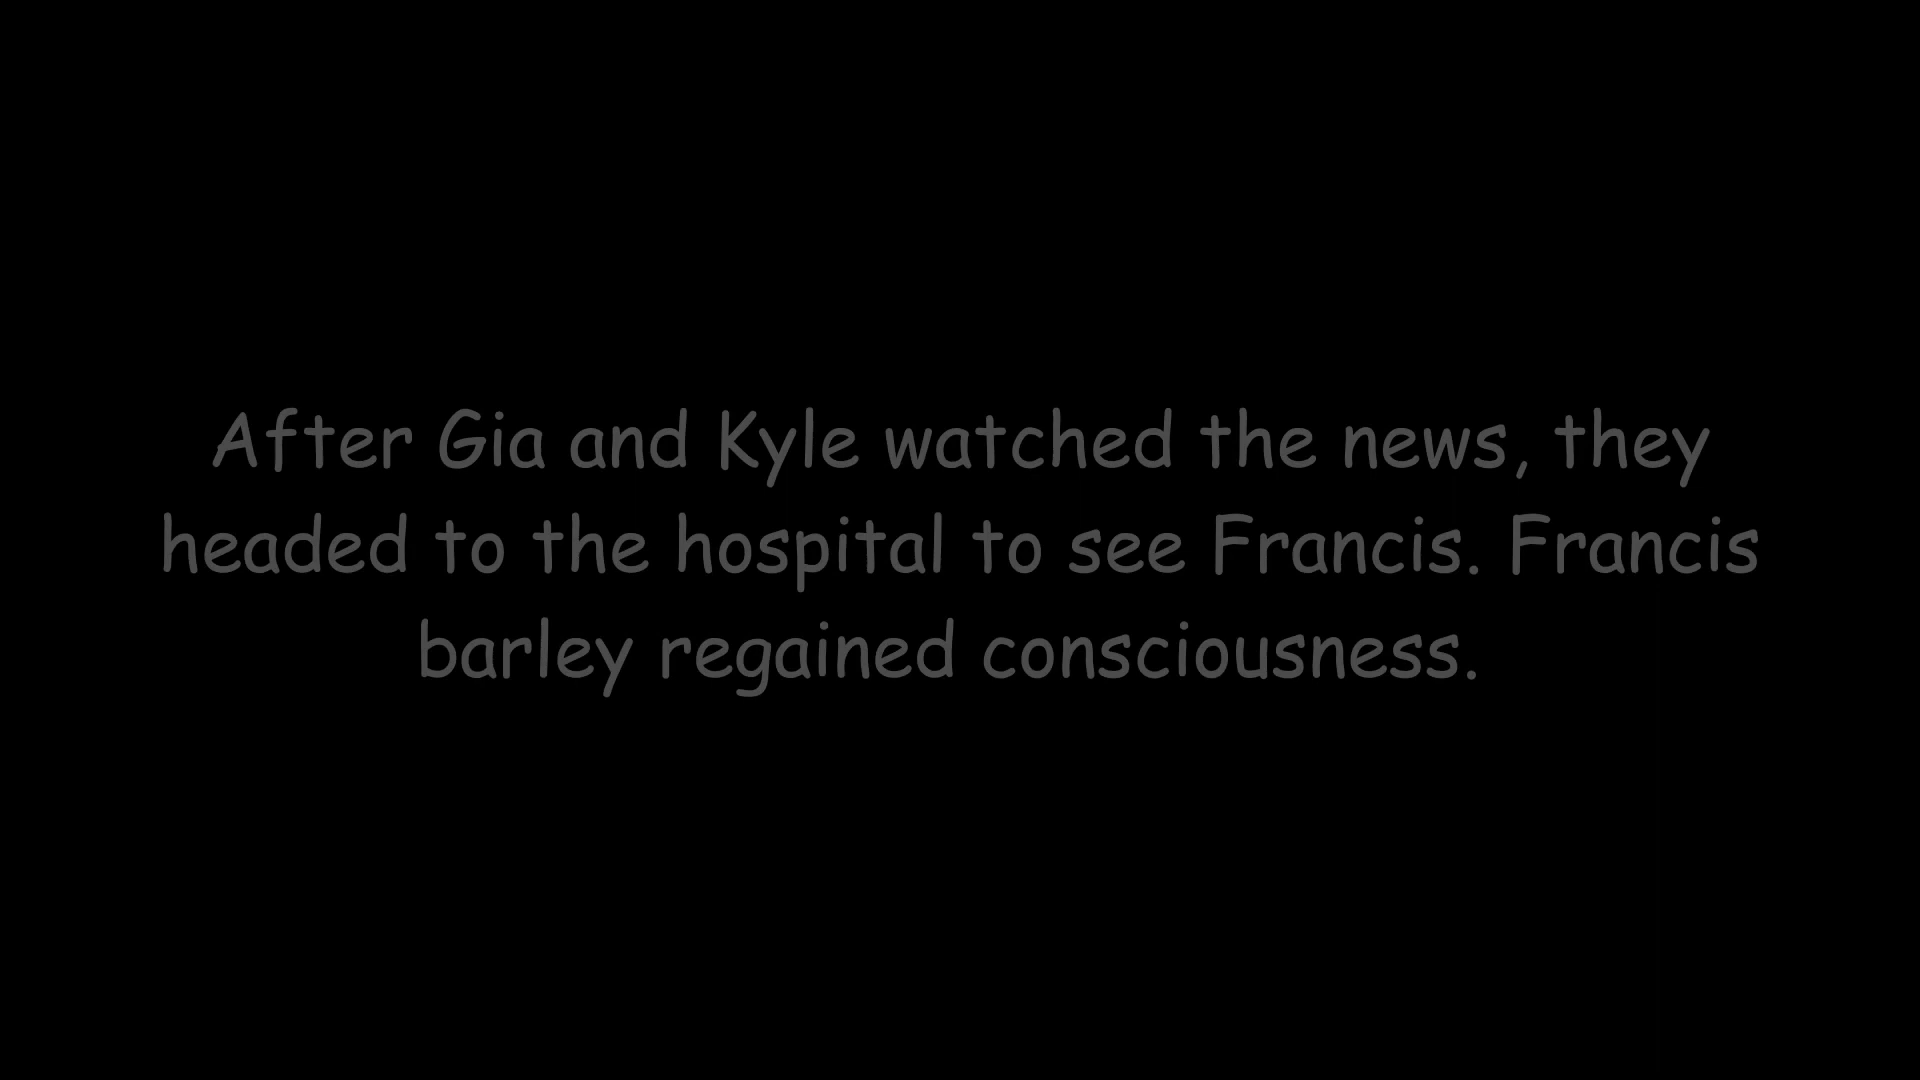 After Gia and Kyle watched the news, they
headed to the hospital to see Francis. Francis
barley regained consciousness.